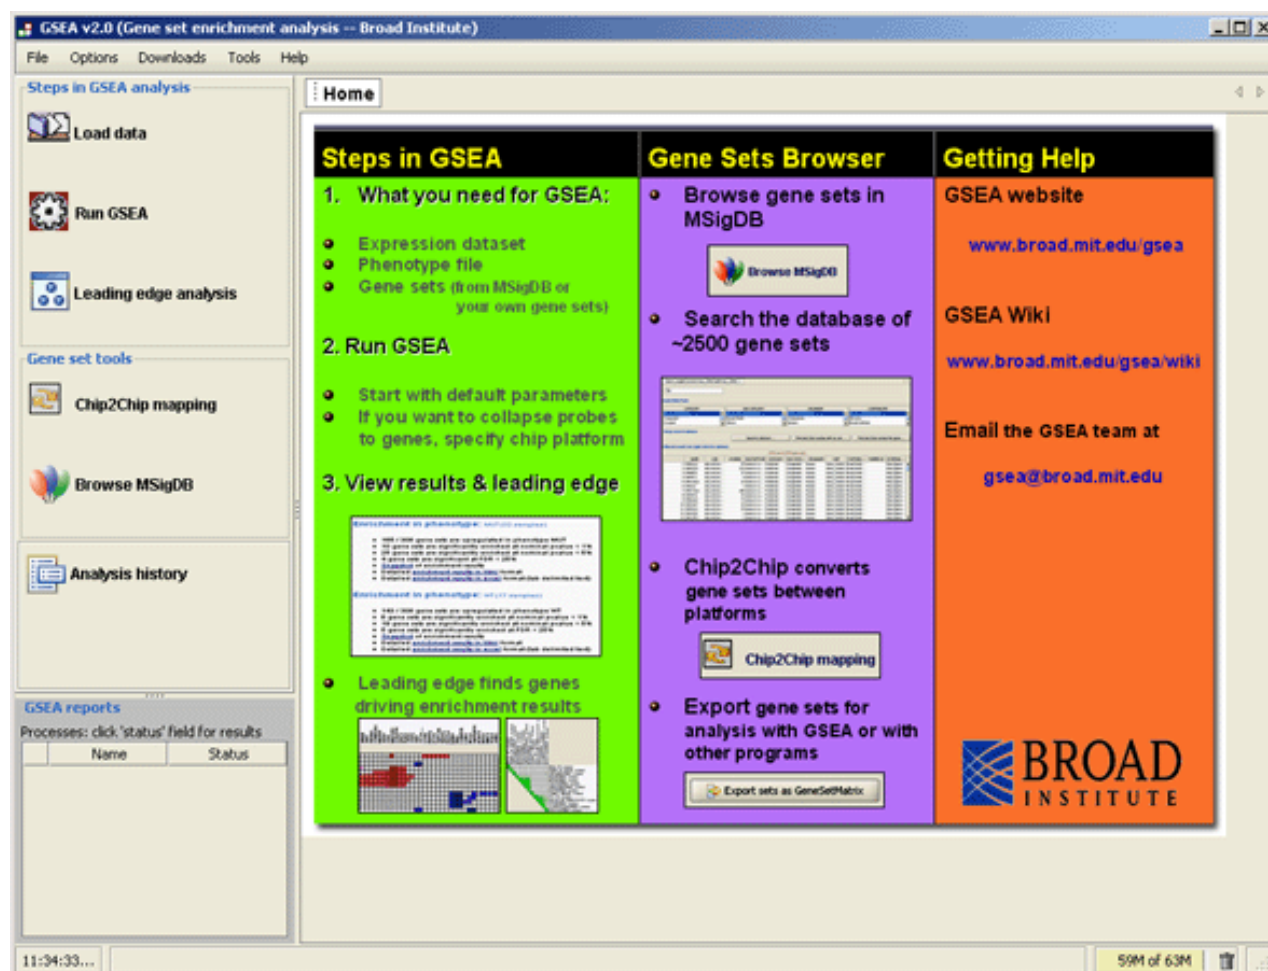 GSEA v2.0 (Gene set enrichment analysis -- Broad Institute)
File Options Downloads Tools Help
Steps in GSEA analysis
Load data
Run GSEA
Leading edge analysis
Gene set tools
Chip2Chip mapping
Browse MSigDB
Analysis history
GSEA reports
Processes: click 'status' field for results
Name Status
Home
Steps in GSEA
1. What you need for GSEA:
Expression dataset
Phenotype file
Gene sets (from MSigDB or
your own gene sets)
2. Run GSEA
Start with default parameters
If you want to collapse probes
to genes, specify chip platform
3. View results & leading edge
Enrichment in phenotype:
Enrichment in phenotype:
Leading edge finds genes
driving enrichment results
Gene Sets Browser
Browse gene sets in
MSigDB
Browse MSigDB
Search the database of
~2500 gene sets
Chip2Chip converts
gene sets between
platforms
Chip2Chip mapping
Export gene sets for
analysis with GSEA or with
other programs
Export sets as GeneSetMatrix
Getting Help
GSEA website
www.broad.mit.edu/gsea
GSEA Wiki
www.broad.mit.edu/gsea/wiki
Email the GSEA team at
gsea@broad.mit.edu
BROAD
INSTITUTE
11:34:33...
59M of 63M